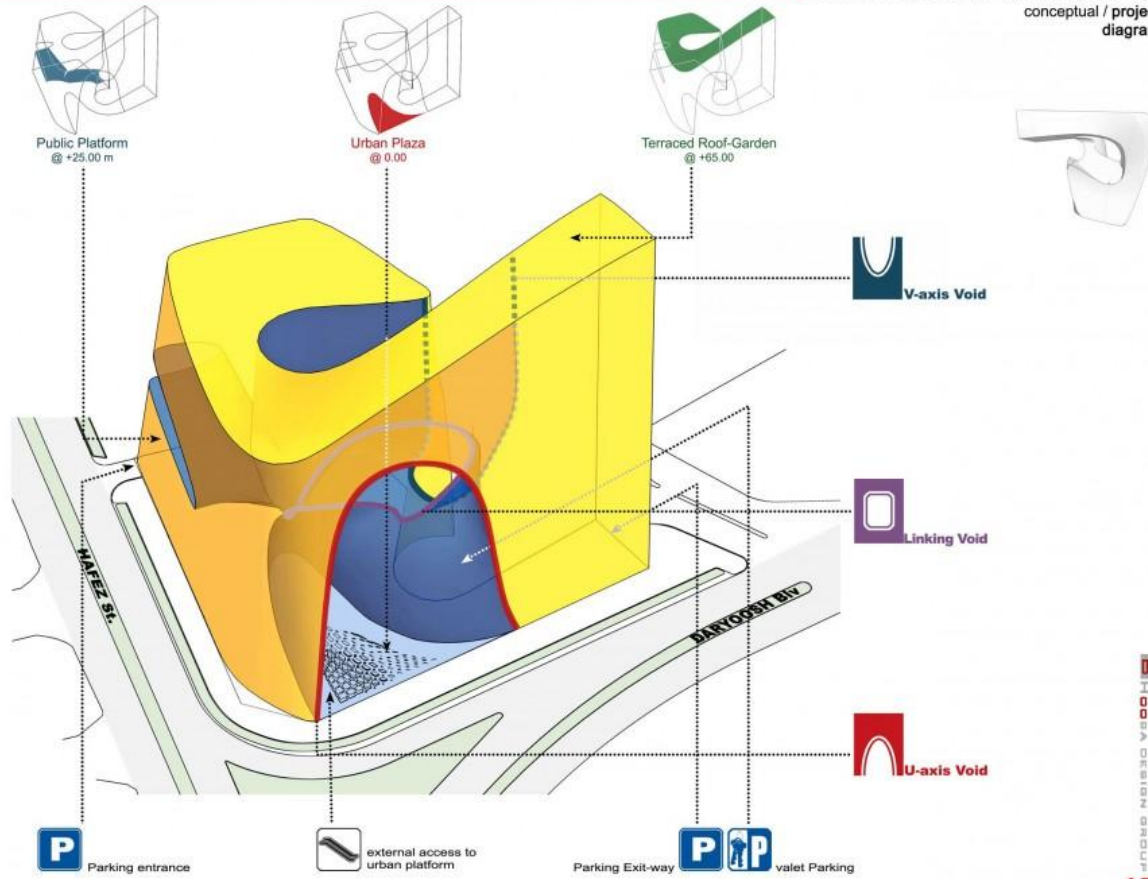 conceptual / proje
diagra
Public Platform
@ +25.00 m
Urban Plaza
@ 0.00
Terraced Roof-Garden
@ +65.00
V-axis Void
Linking Void
HAFEZ St.
DARYOOSH Blv
U-axis Void
P
Parking entrance
external access to
urban platform
Parking Exit-way
P
P
valet Parking
DESIGN GROUP